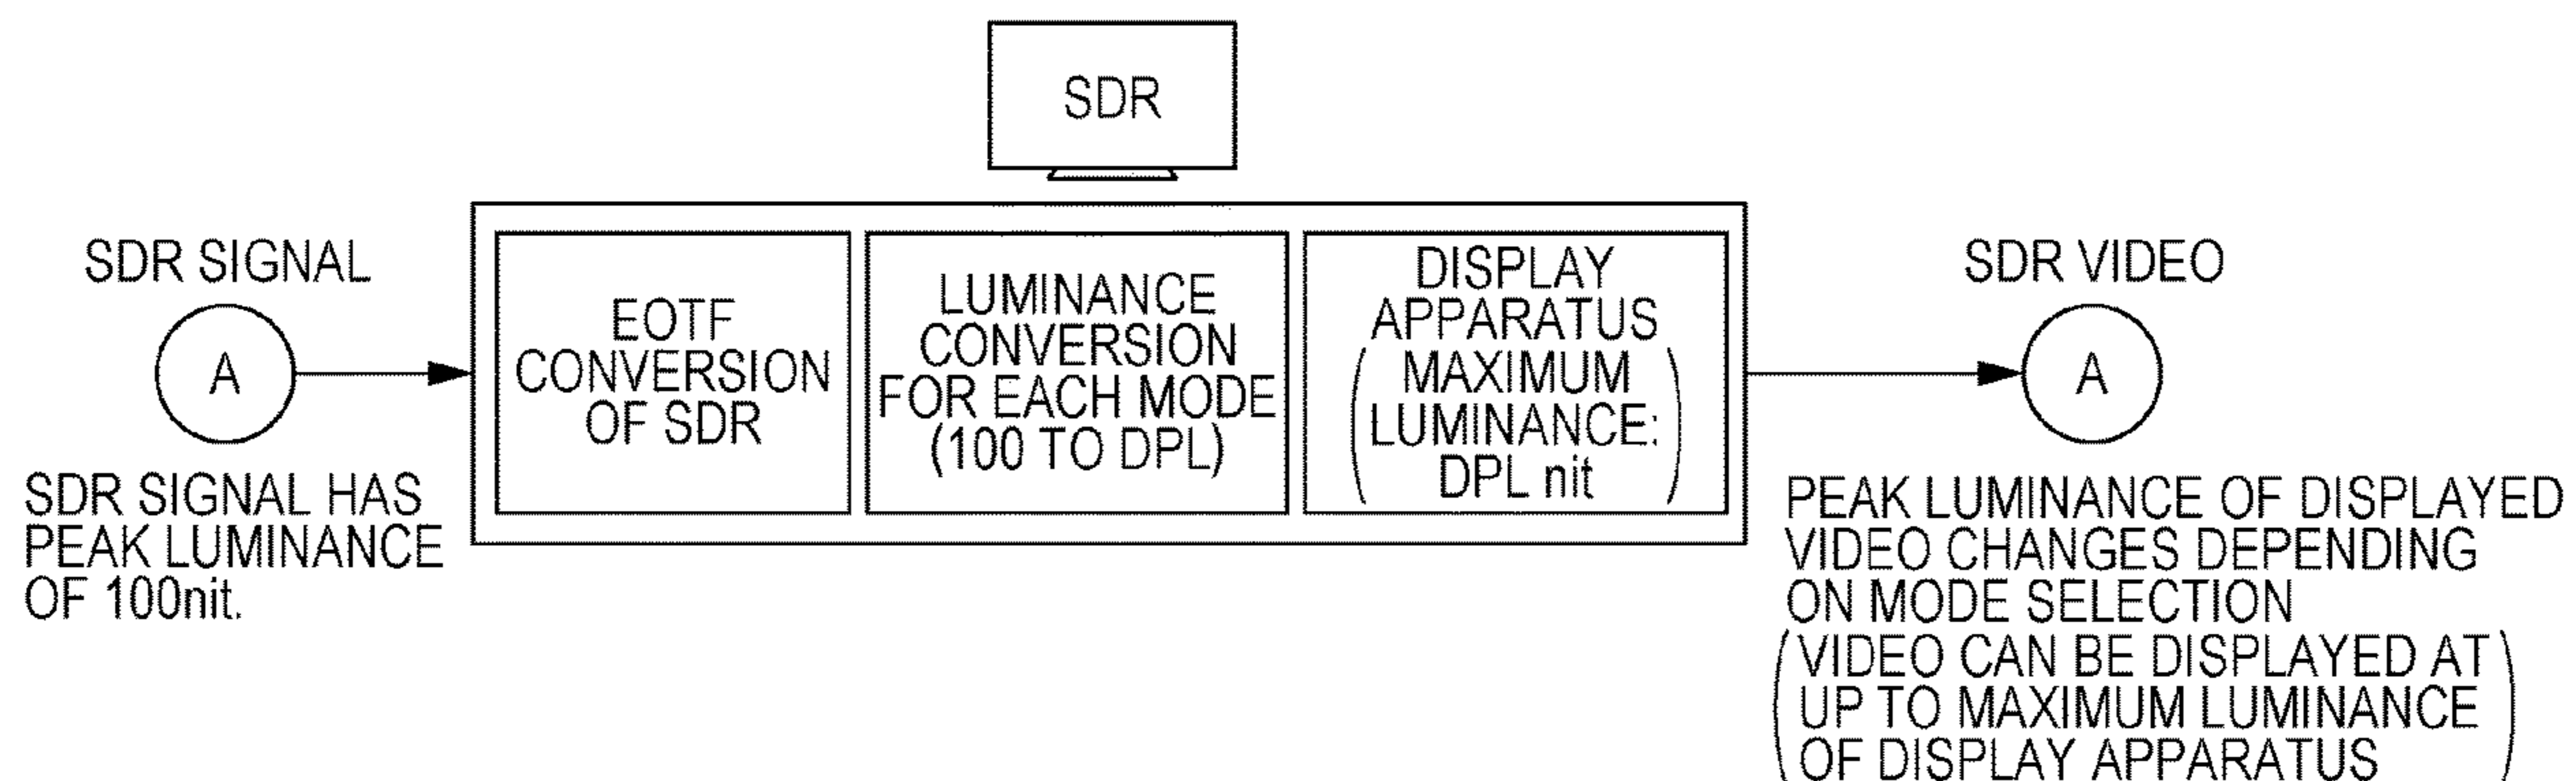 SDR
SDR SIGNAL
A
SDR SIGNAL HAS
PEAK LUMINANCE
OF 100nit.
EOTF
CONVERSION
OF SDR
LUMINANCE
CONVERSION
FOR EACH MODE
(100 TO DPL)
DISPLAY
APPARATUS
(MAXIMUM
LUMINANCE:
DPL nit)
SDR VIDEO
A
PEAK LUMINANCE OF DISPLAYED
VIDEO CHANGES DEPENDING
ON MODE SELECTION
(VIDEO CAN BE DISPLAYED AT
UP TO MAXIMUM LUMINANCE
OF DISPLAY APPARATUS)